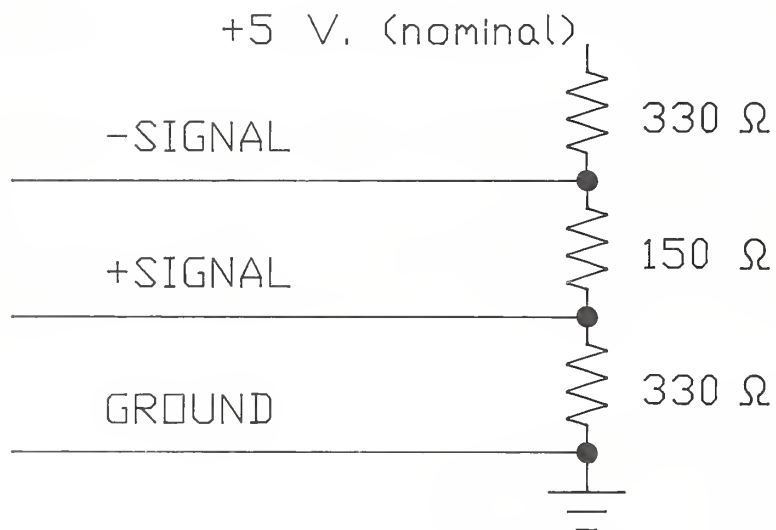 +5 V. (nominal)
330 Ω
-SIGNAL
150 Ω
+SIGNAL
330 Ω
GROUND